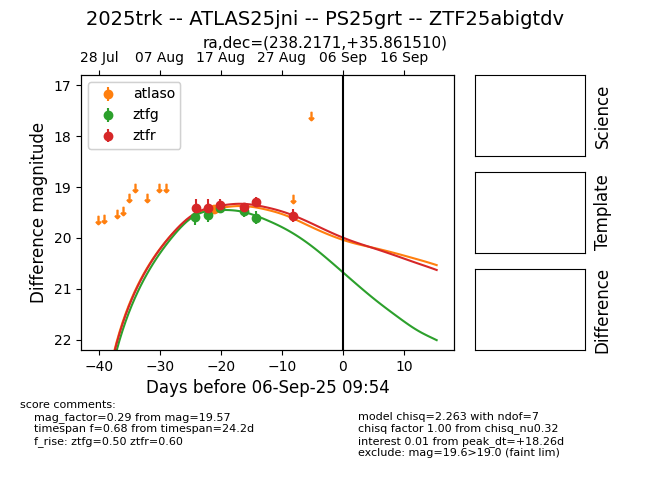 2025trk -- ATLAS25jni -- PS25grt -- ZTF25abigtdv
ra,dec=(238.2171,+35.861510)
28 Jul 07 Aug 17 Aug 27 Aug 06 Sep 16 Sep
Difference magnitude
17
18
19
20
21
22
atlaso
ztfg
ztfr
−40 −30 −20 −10 0 10
Days before 06-Sep-25 09:54
Science
Template
Difference
score comments:
mag_factor=0.29 from mag=19.57
timespan f=0.68 from timespan=24.2d
f_rise: ztfg=0.50 ztfr=0.60
model chisq=2.263 with ndof=7
chisq factor 1.00 from chisq_nu0.32
interest 0.01 from peak_dt=+18.26d
exclude: mag=19.6>19.0 (faint lim)